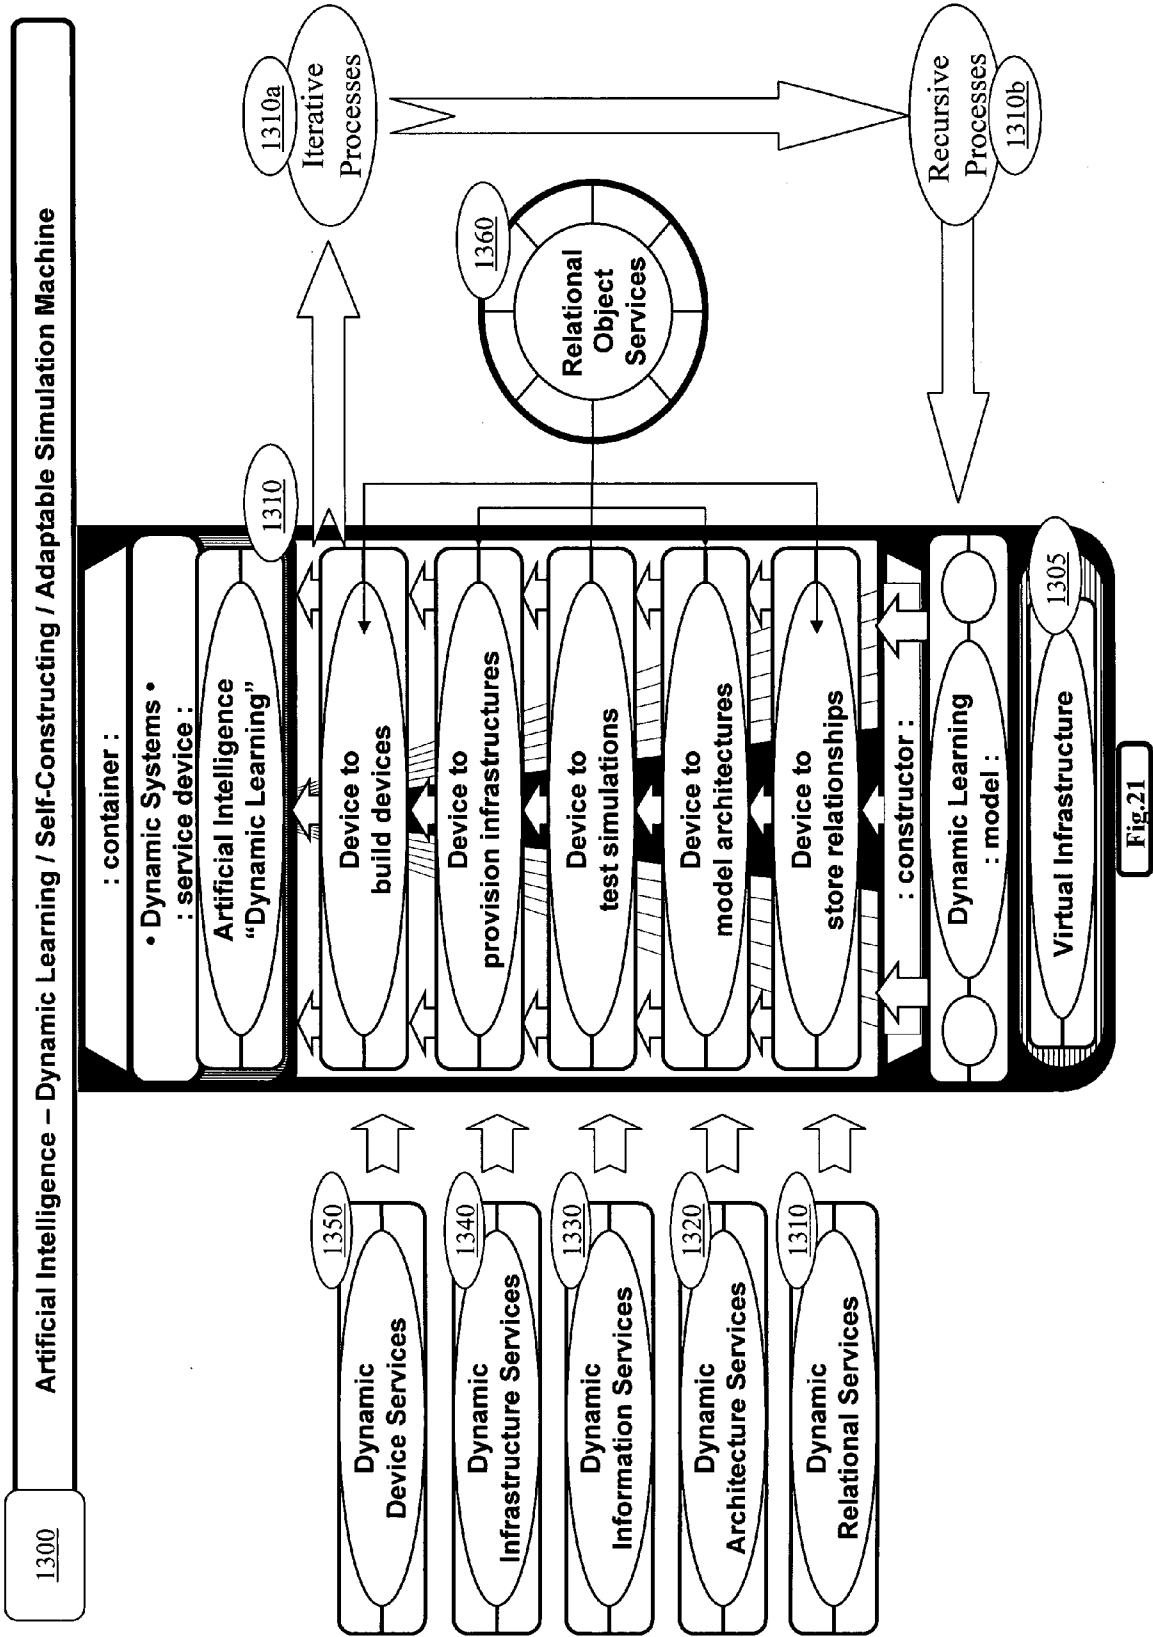 1300
Artificial Intelligence – Dynamic Learning / Self-Constructing / Adaptable Simulation Machine
: container :
• Dynamic Systems •
: service device :
Artificial Intelligence
“Dynamic Learning”
1310
1310a
Iterative
Processes
Dynamic
Device Services
1350
Device to
build devices
Dynamic
Infrastructure Services
1340
Device to
provision infrastructures
1360
Relational
Object
Services
Dynamic
Information Services
1330
Device to
test simulations
Dynamic
Architecture Services
1320
Device to
model architectures
Dynamic
Relational Services
1310
Device to
store relationships
: constructor :
Dynamic Learning
: model :
Recursive
Processes
1310b
1305
Virtual Infrastructure
Fig.21